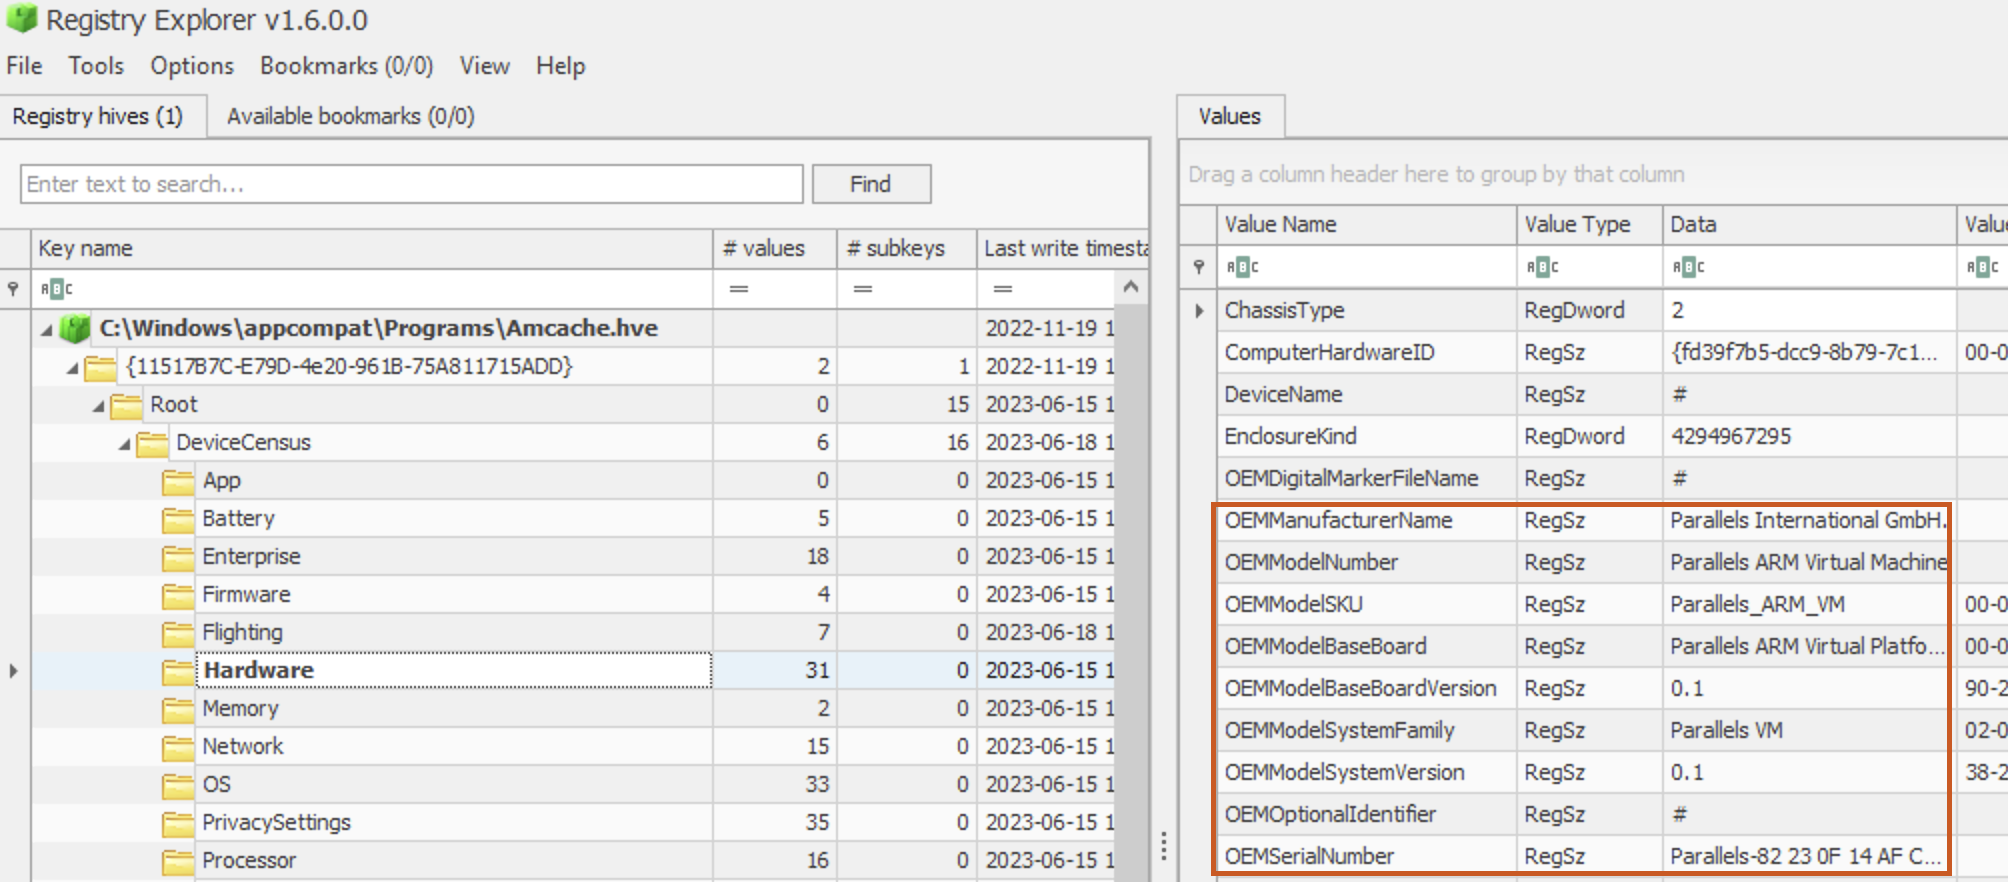 Registry Explorer v1.6.0.0
File Tools Options Bookmarks (0/0) View Help
Registry hives (1) Available bookmarks (0/0)
Enter text to search... Find
Key name # values # subkeys Last write timesta
ABC = = =
C:\Windows\appcompat\Programs\Amcache.hve 2022-11-19 1
{11517B7C-E79D-4e20-961B-75A811715ADD} 2 1 2022-11-19 1
Root 0 15 2023-06-15 1
DeviceCensus 6 16 2023-06-18 1
App 0 0 2023-06-15 1
Battery 5 0 2023-06-15 1
Enterprise 18 0 2023-06-15 1
Firmware 4 0 2023-06-15 1
Flighting 7 0 2023-06-18 1
Hardware 31 0 2023-06-15 1
Memory 2 0 2023-06-15 1
Network 15 0 2023-06-15 1
OS 33 0 2023-06-15 1
PrivacySettings 35 0 2023-06-15 1
Processor 16 0 2023-06-15 1
Values
Drag a column header here to group by that column
Value Name Value Type Data Value
ABC ABC ABC ABC
ChassisType RegDword 2
ComputerHardwareID RegSz {fd39f7b5-dcc9-8b79-7c1... 00-0
DeviceName RegSz #
EnclosureKind RegDword 4294967295
OEMDigitalMarkerFileName RegSz #
OEMManufacturerName RegSz Parallels International GmbH.
OEMModelNumber RegSz Parallels ARM Virtual Machine
OEMModelSKU RegSz Parallels_ARM_VM 00-0
OEMModelBaseBoard RegSz Parallels ARM Virtual Platfo... 00-0
OEMModelBaseBoardVersion RegSz 0.1 90-2
OEMModelSystemFamily RegSz Parallels VM 02-0
OEMModelSystemVersion RegSz 0.1 38-2
OEMOptionalIdentifier RegSz #
OEMSerialNumber RegSz Parallels-82 23 0F 14 AF C...